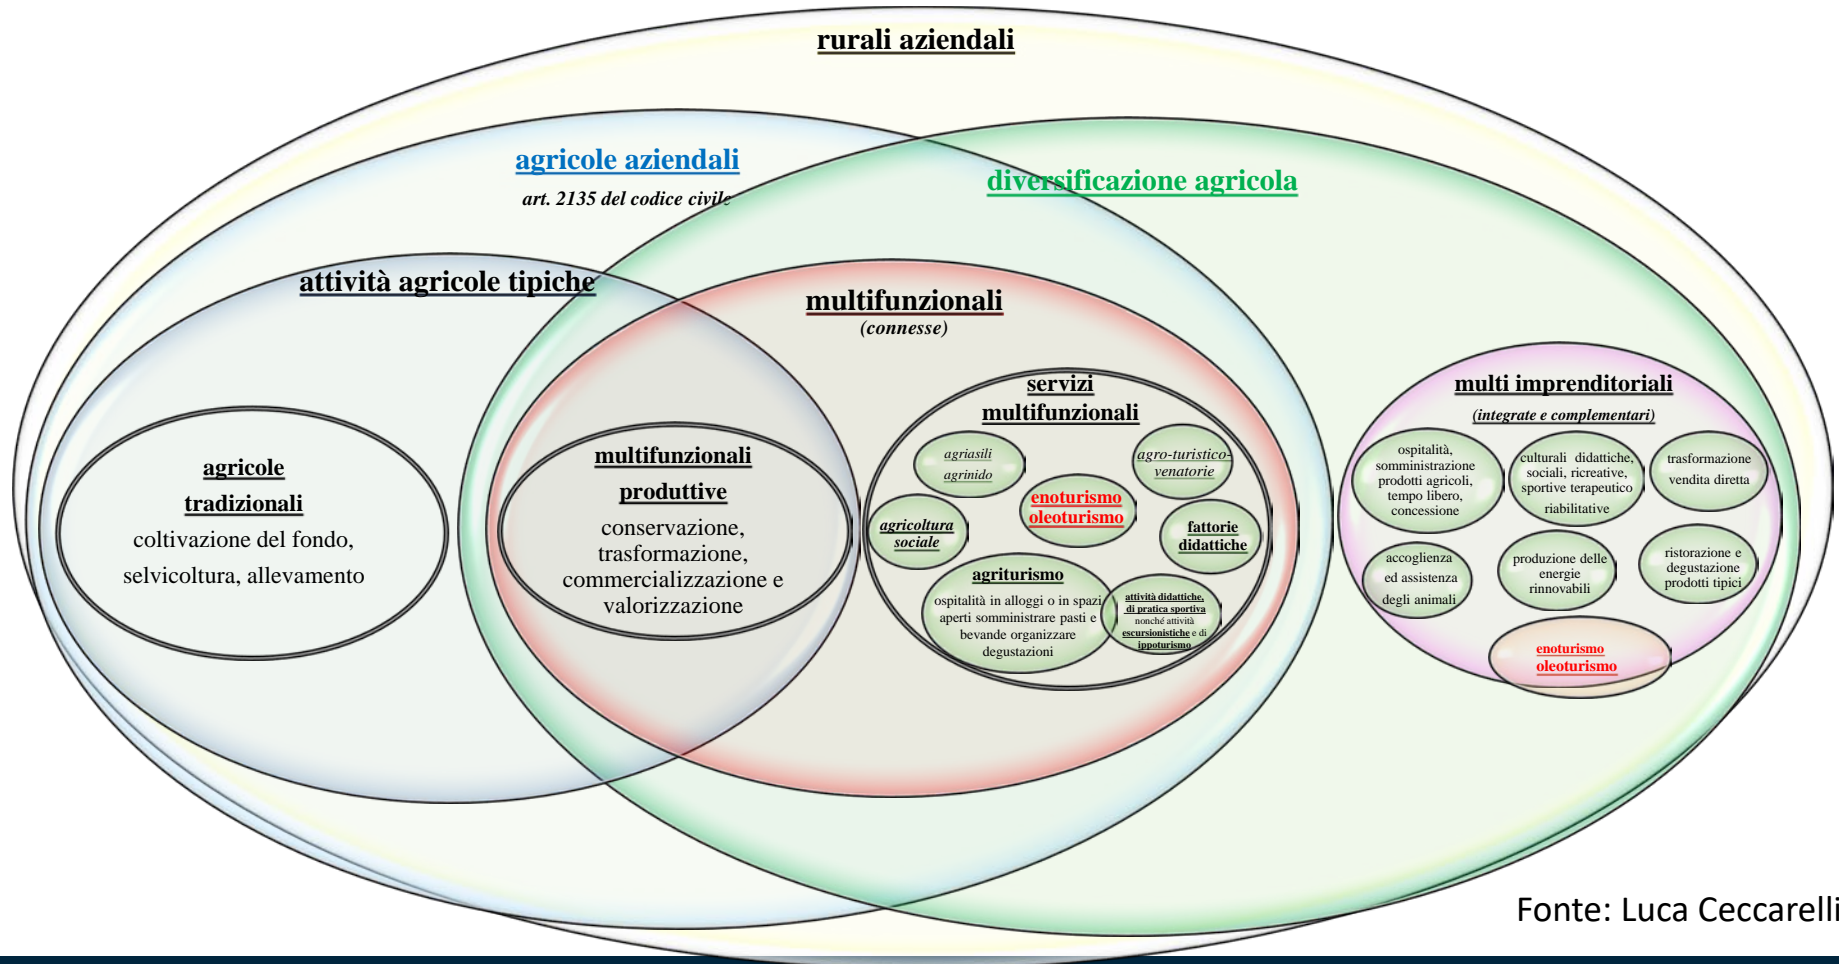 rurali aziendali
agricole aziendali
art. 2135 del codice civile
diversificazione agricola
attività agricole tipiche
multifunzionali
(connesse)
agricole
tradizionali
coltivazione del fondo,
selvicoltura, allevamento
multifunzionali
produttive
conservazione,
trasformazione,
commercializzazione e
valorizzazione
servizi
multifunzionali
agriasili
agrinido
agro-turistico-
venatorie
enoturismo
oleoturismo
agricoltura
sociale
fattorie
didattiche
agriturismo
ospitalità in alloggi o in spazi
aperti somministrare pasti e
bevande organizzare
degustazioni
attività didattiche,
di pratica sportiva
nonché attività
escursionistiche e di
ippoturismo
multi imprenditoriali
(integrate e complementari)
ospitalità,
somministrazione
prodotti agricoli,
tempo libero,
concessione
culturali didattiche,
sociali, ricreative,
sportive terapeutico
riabilitative
trasformazione
vendita diretta
accoglienza
ed assistenza
degli animali
produzione delle
energie
rinnovabili
ristorazione e
degustazione
prodotti tipici
enoturismo
oleoturismo
Fonte: Luca Ceccarelli